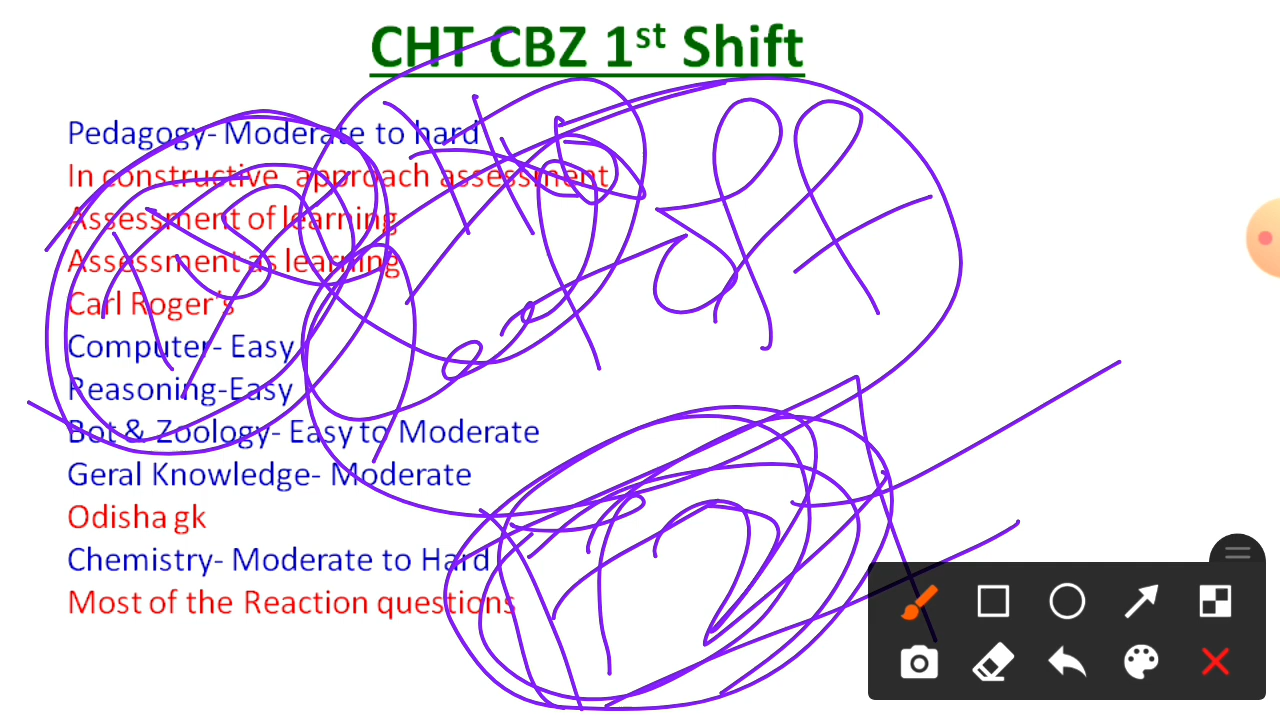 CHT CBZ 1st Shift
Pedagogy- Moderate to hard
In constructive approach assessment
Assessment of learning
Assessment as learning
Carl Roger's
Computer- Easy
Reasoning-Easy
Bot & Zoology- Easy to Moderate
Geral Knowledge- Moderate
Odisha gk
Chemistry- Moderate to Hard
Most of the Reaction questions